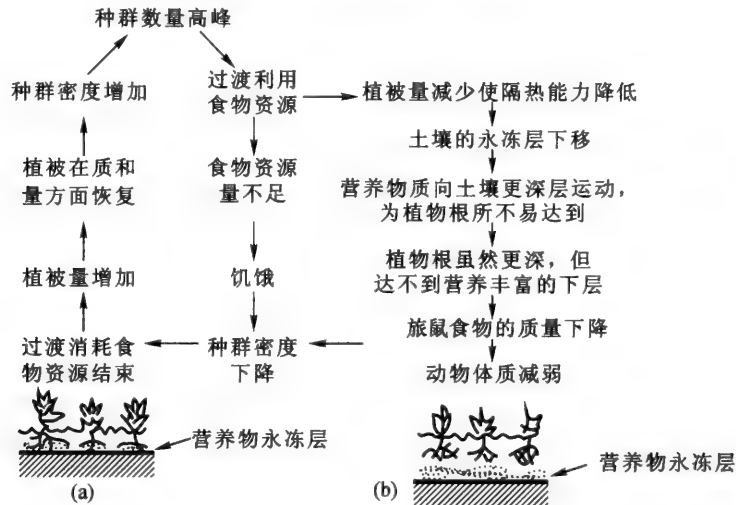 种群数量高峰
种群密度增加
过渡利用
食物资源
植被量减少使隔热能力降低
土壤的永冻层下移
植被在质和
量方面恢复
食物资源
量不足
营养物质向土壤更深层运动，
为植物根所不易达到
植被量增加
饥饿
植物根虽然更深，但
达不到营养丰富的下层
过渡消耗食
物资源结束
种群密度
下降
旅鼠食物的质量下降
动物体质减弱
营养物永冻层
营养物永冻层
(a)
(b)